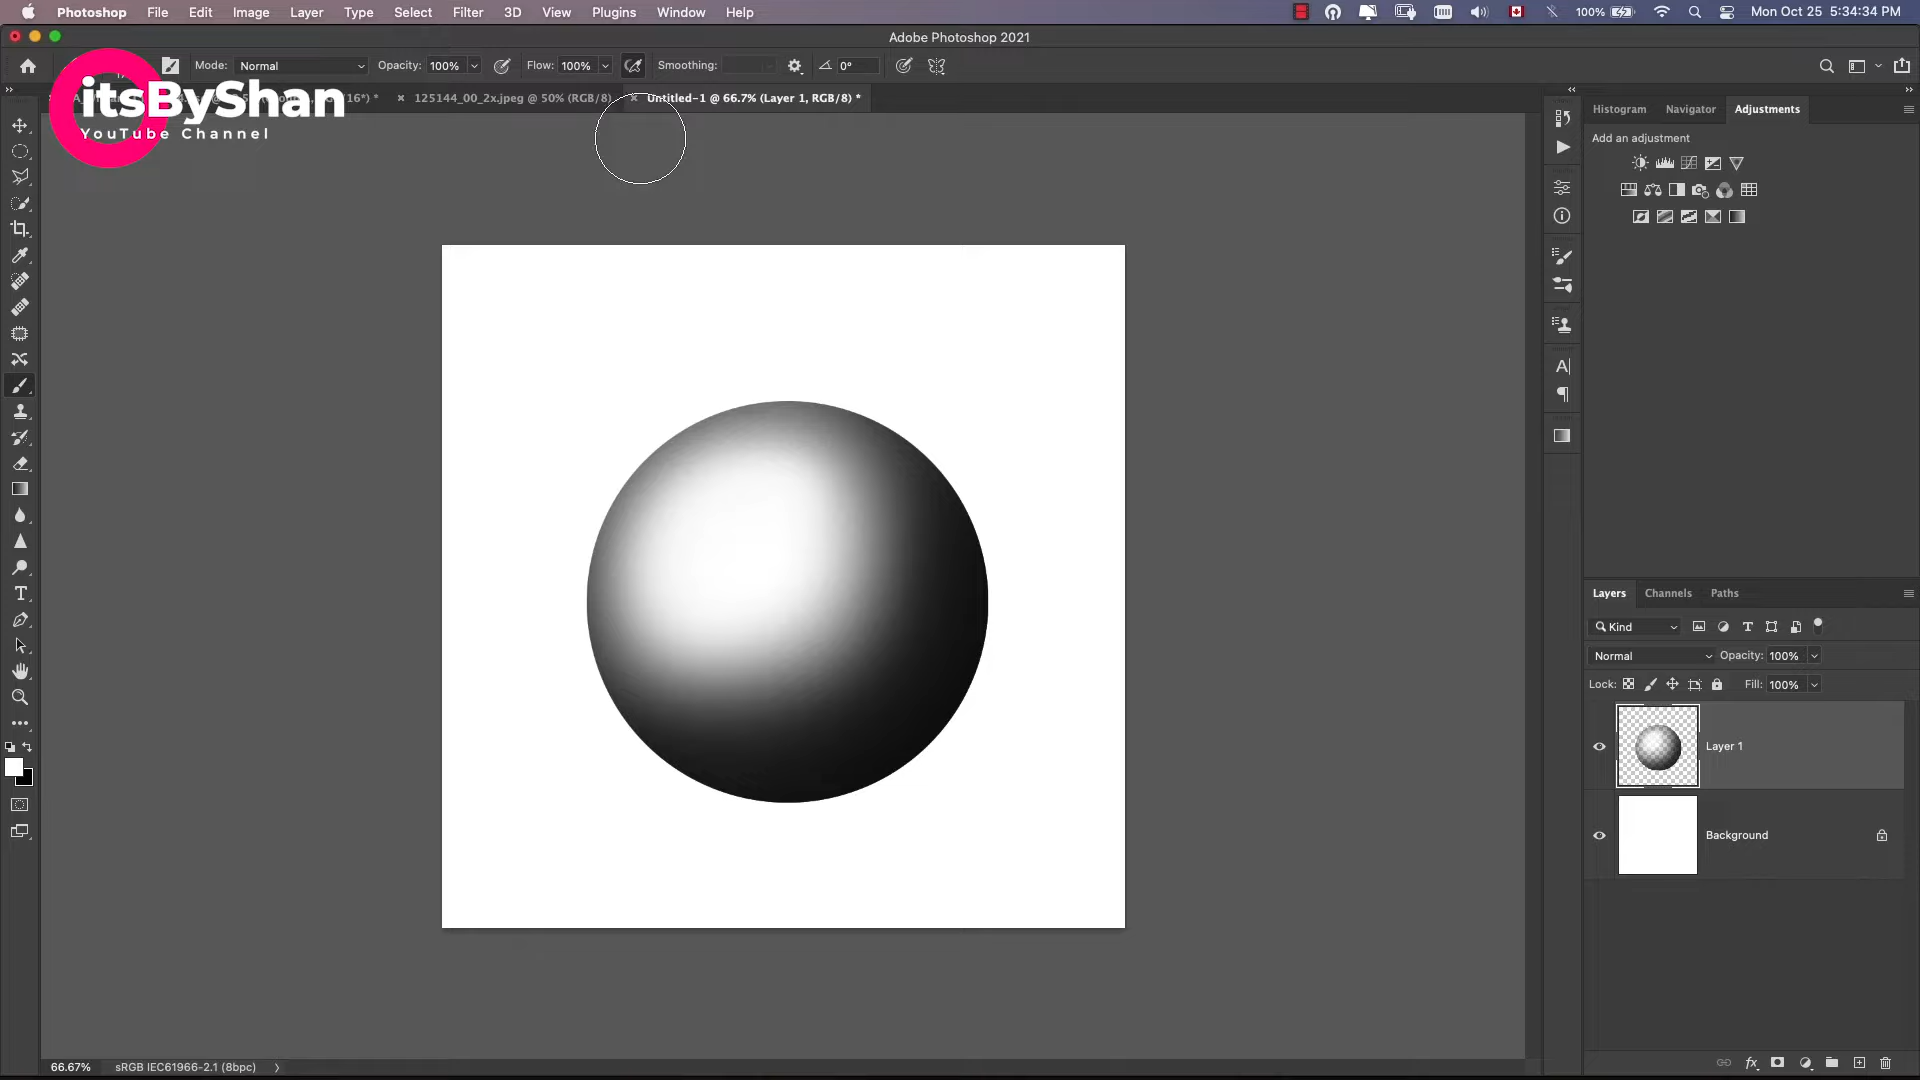 Photoshop File Edit Image Layer Type Select Filter 3D View Plugins Window Help 100% Mon Oct 25 5:34:34 PM
Adobe Photoshop 2021
Mode: Normal Opacity: 100% Flow: 100% Smoothing: 0°
itsByShan
YouTube Channel
125144_00_2x.jpeg @ 50% (RGB/8) Untitled-1 @ 66.7% (Layer 1, RGB/8) *
Histogram Navigator Adjustments
Add an adjustment
Layers Channels Paths
Kind
Normal Opacity: 100%
Lock: Fill: 100%
Layer 1
Background
66.67% sRGB IEC61966-2.1 (8bpc)